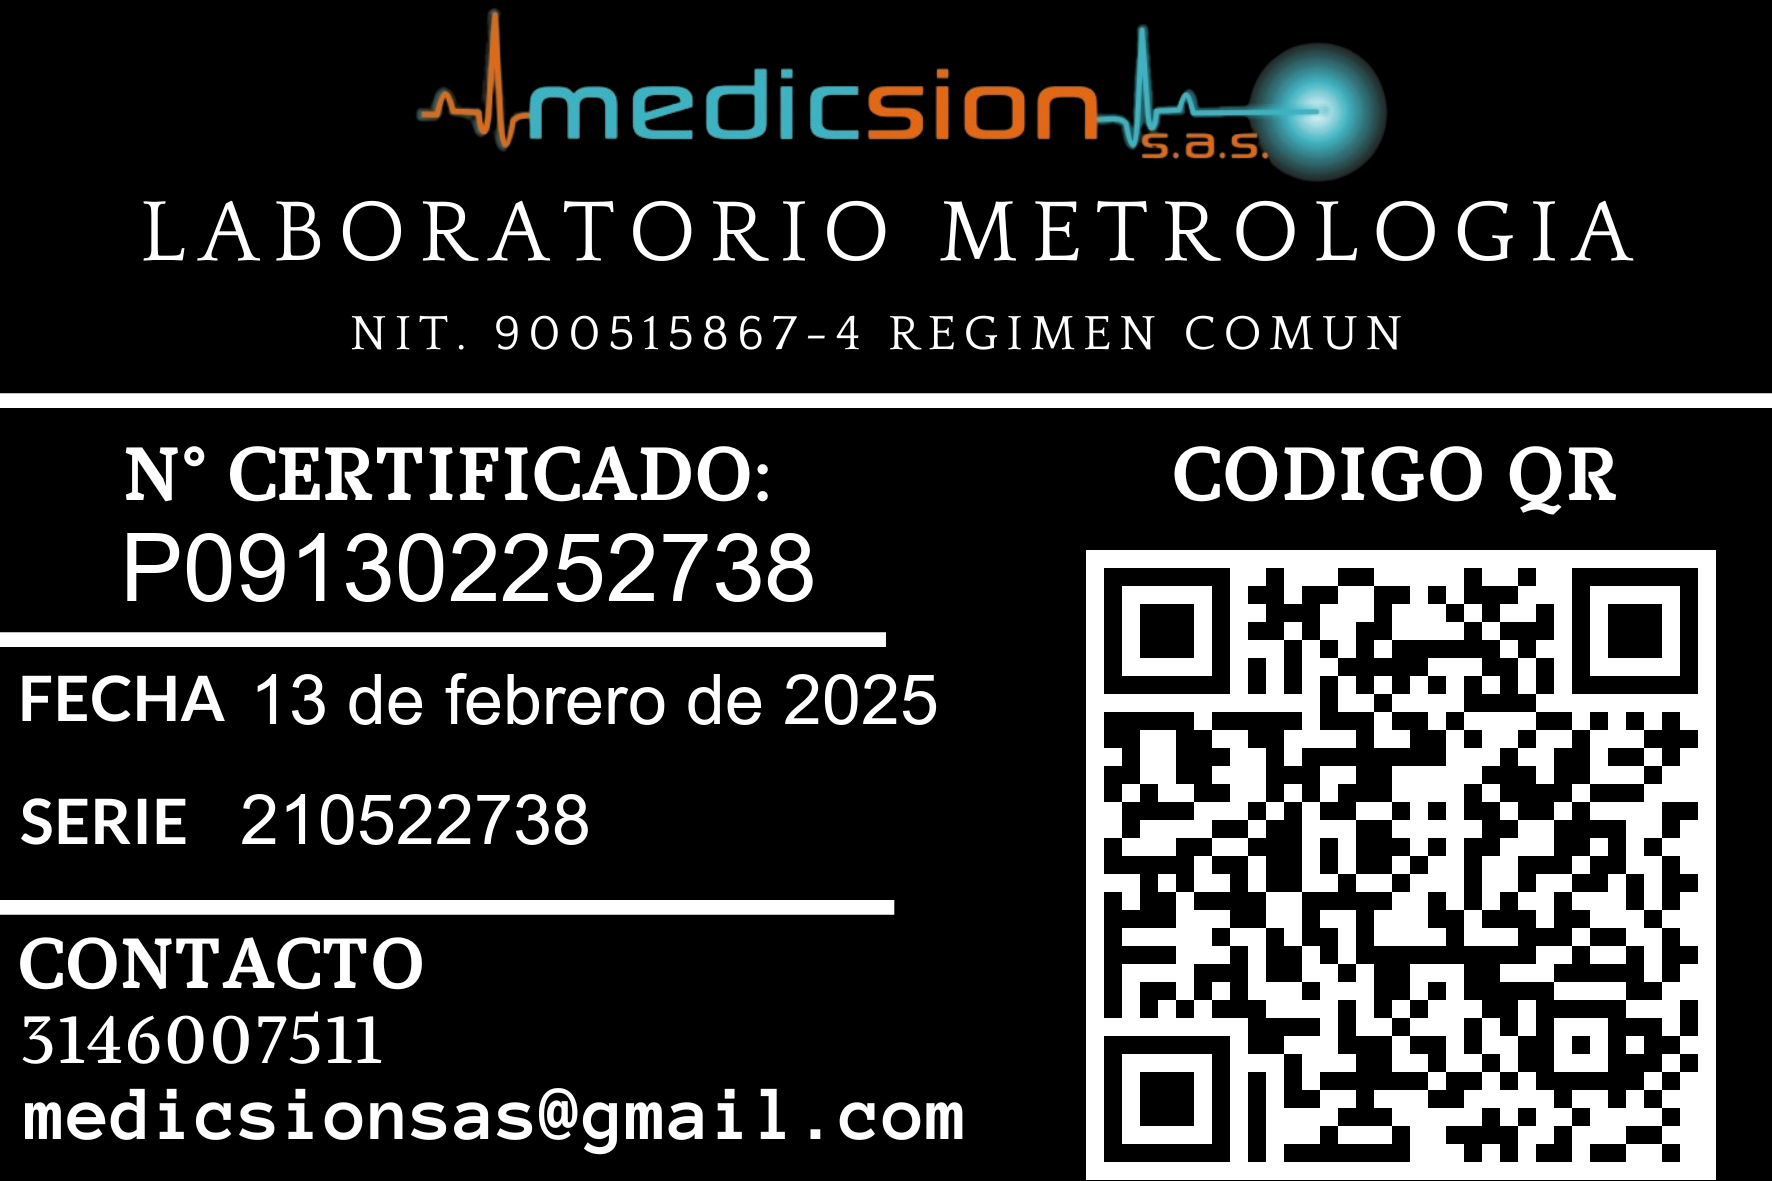 medicsion
s.a.s.
LABORATORIO METROLOGIA
NIT. 900515867-4 REGIMEN COMUN
N° CERTIFICADO:
P091302252738
CODIGO QR
FECHA 13 de febrero de 2025
SERIE 210522738
CONTACTO
3146007511
medicsionsas@gmail.com